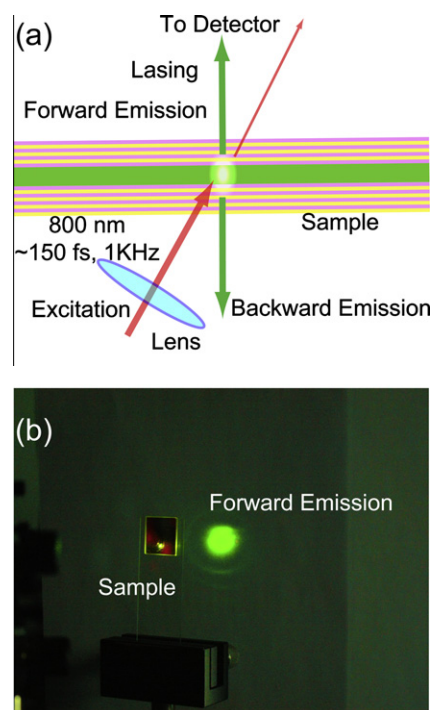 (a)
To Detector
Lasing
Forward Emission
Sample
800 nm
~150 fs, 1KHz
Excitation
Backward Emission
Lens
(b)
Forward Emission
Sample